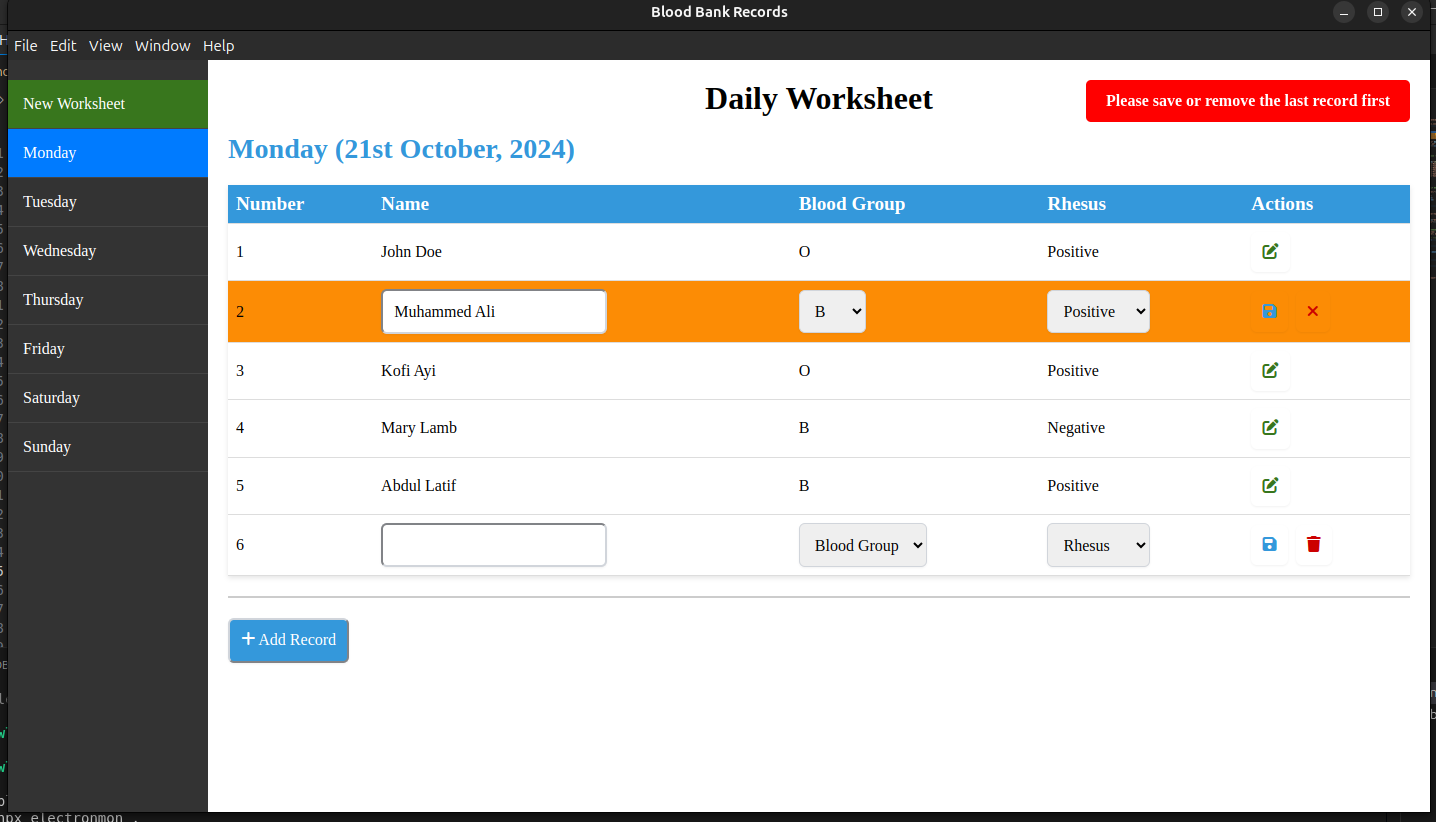 Blood Bank Records
File Edit View Window Help
New Worksheet
Monday
Tuesday
Wednesday
Thursday
Friday
Saturday
Sunday
Daily Worksheet
Please save or remove the last record first
Monday (21st October, 2024)
Number Name Blood Group Rhesus Actions
1 John Doe O Positive
2 Muhammed Ali B Positive
3 Kofi Ayi O Positive
4 Mary Lamb B Negative
5 Abdul Latif B Positive
6 Blood Group Rhesus
Add Record
npx electronmon .